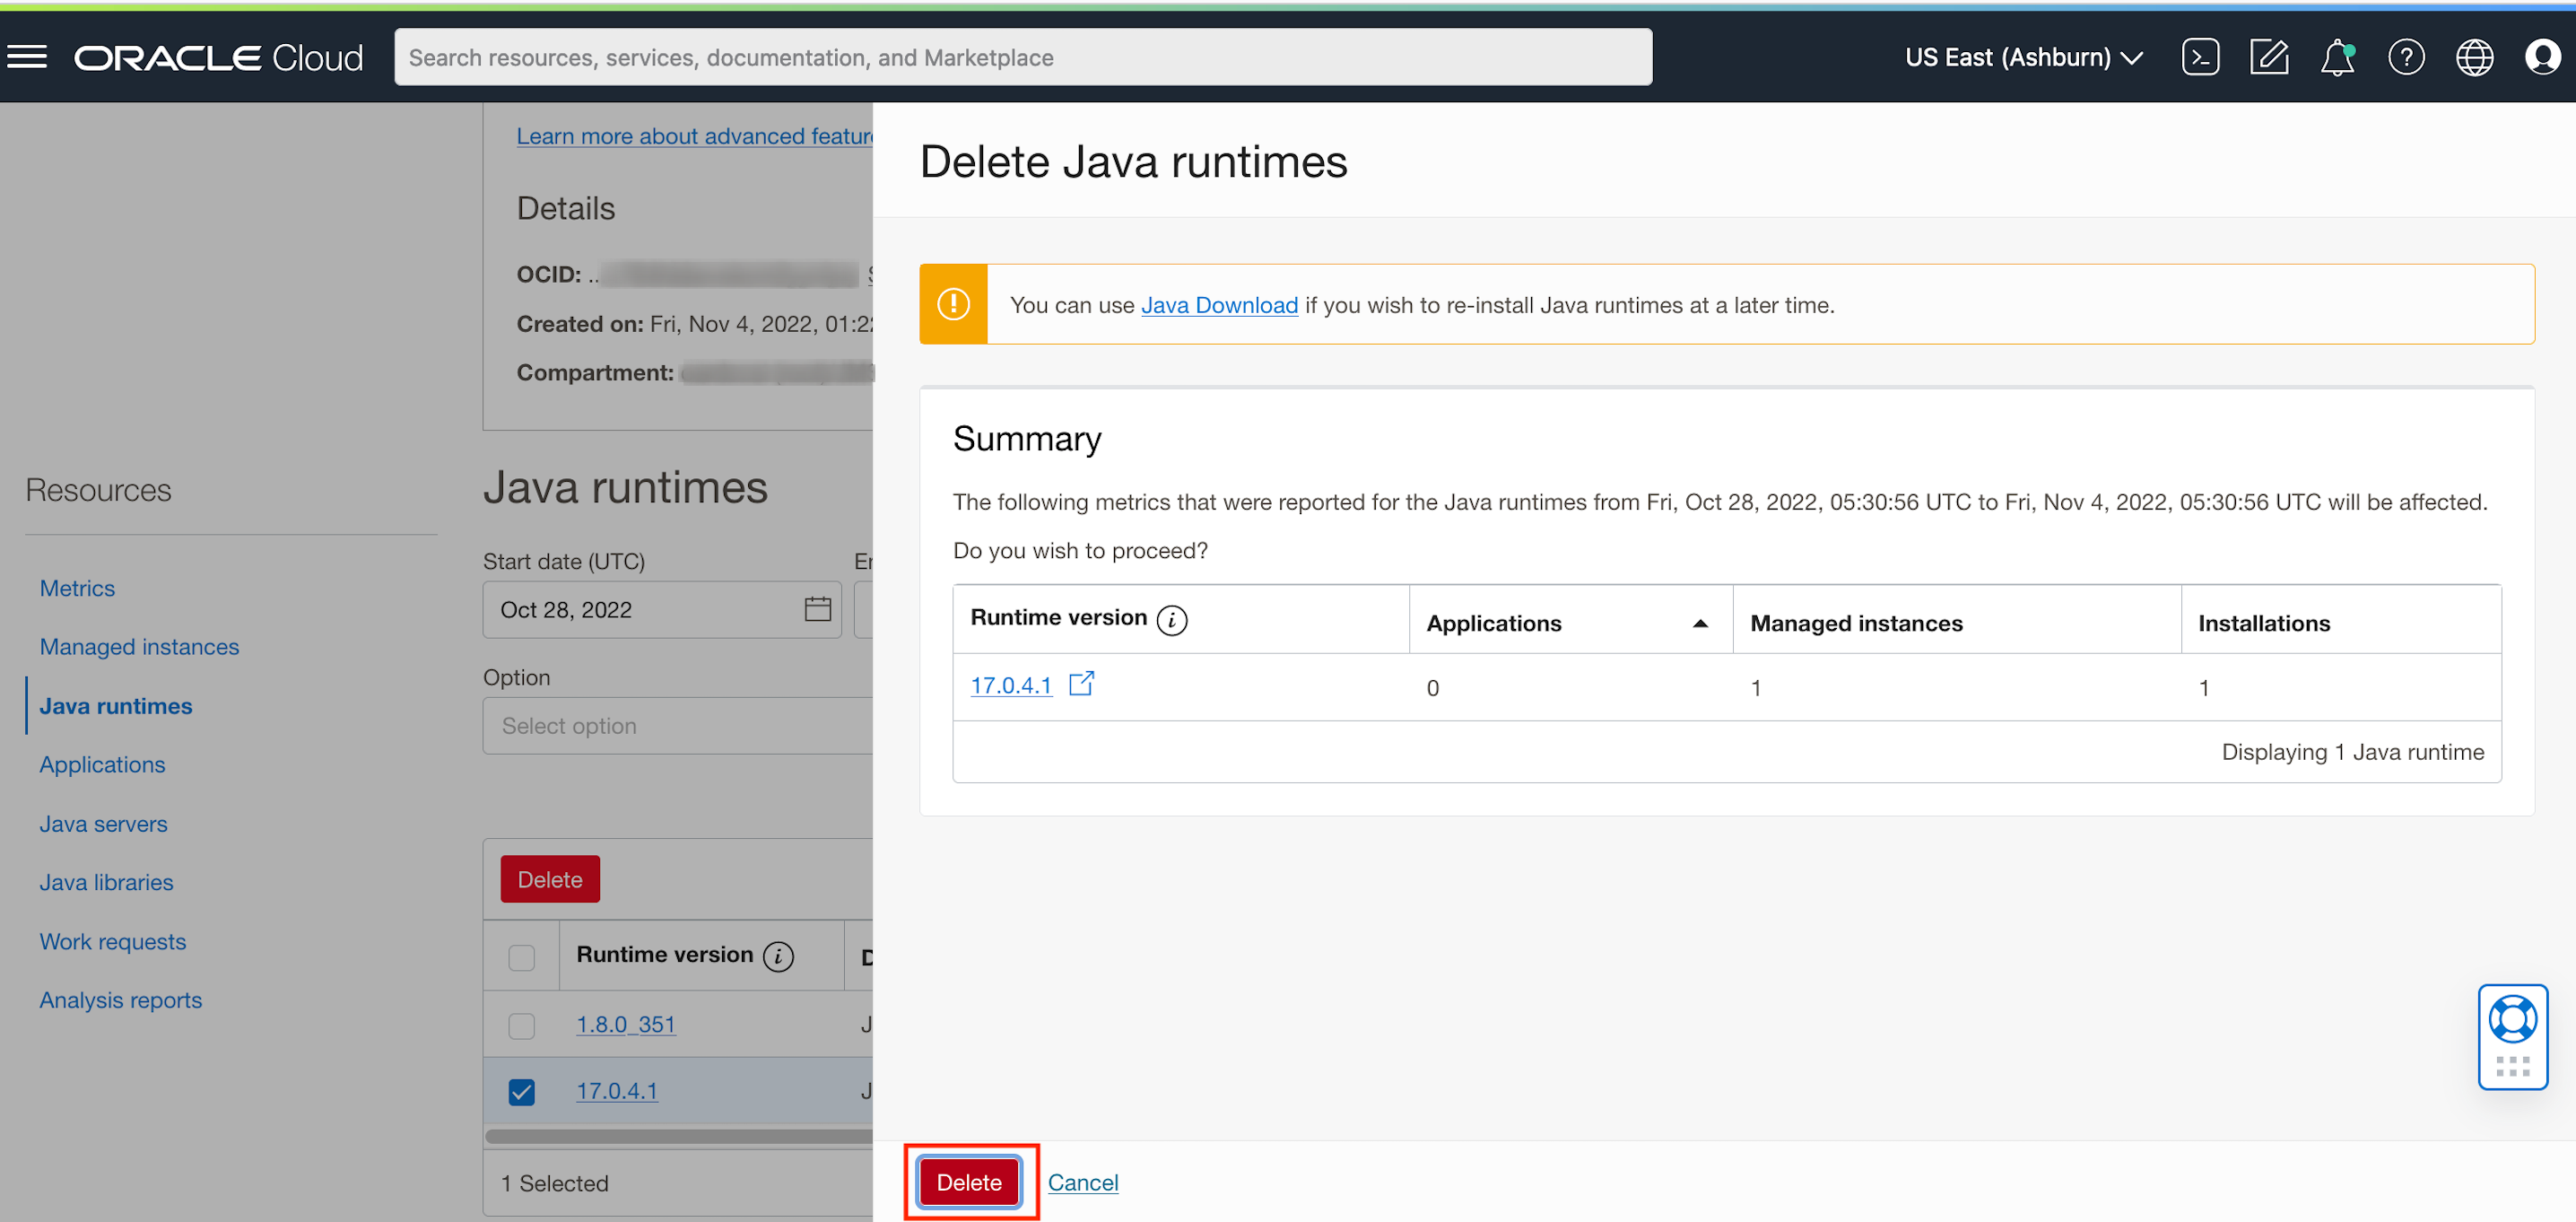 ORACLE Cloud
Search resources, services, documentation, and Marketplace
US East (Ashburn)
Learn more about advanced featur
Details
OCID: ..
Created on: Fri, Nov 4, 2022, 01:22
Compartment:
Resources
Metrics
Managed instances
Java runtimes
Applications
Java servers
Java libraries
Work requests
Analysis reports
Java runtimes
Start date (UTC)
Oct 28, 2022
Option
Select option
Delete
Runtime version
1.8.0_351
J
17.0.4.1
J
1 Selected
Delete Java runtimes
You can use Java Download if you wish to re-install Java runtimes at a later time.
Summary
The following metrics that were reported for the Java runtimes from Fri, Oct 28, 2022, 05:30:56 UTC to Fri, Nov 4, 2022, 05:30:56 UTC will be affected.
Do you wish to proceed?
Runtime version Applications Managed instances Installations
17.0.4.1 0 1 1
Displaying 1 Java runtime
Delete Cancel